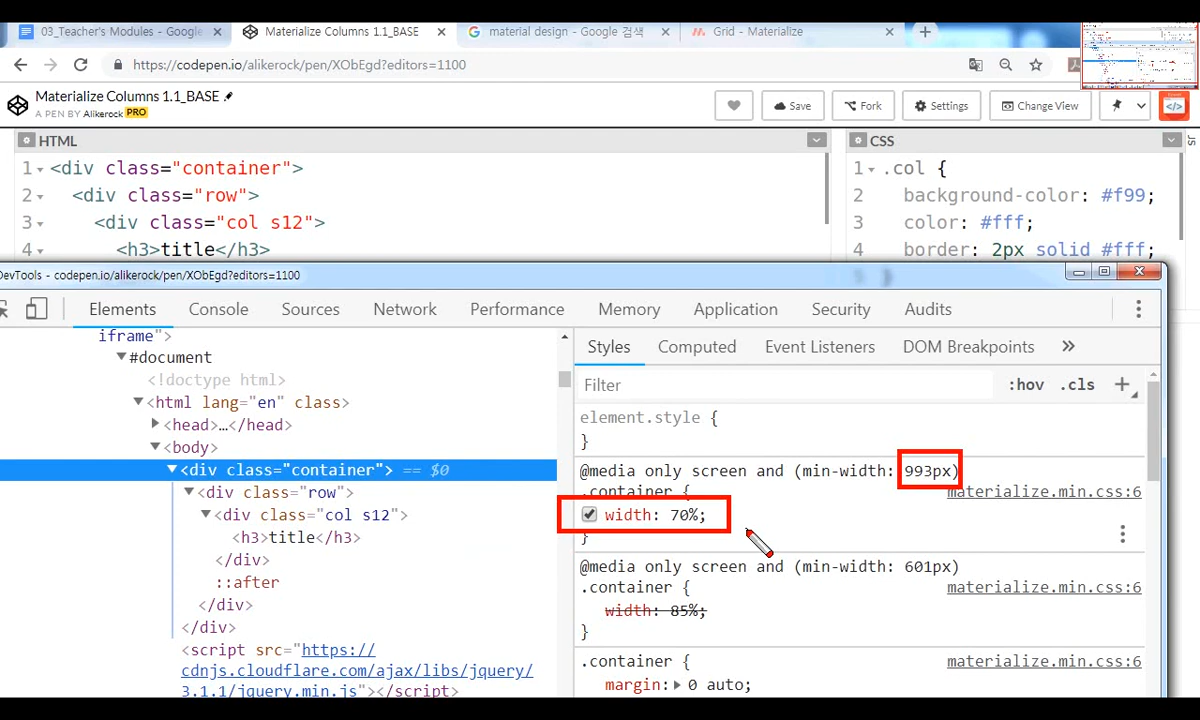 03_Teacher's Modules - Google
Materialize Columns 1.1_BASE
material design - Google 검색
Grid - Materialize
https://codepen.io/alikerock/pen/XObEgd?editors=1100
Materialize Columns 1.1_BASE
A PEN BY Alikerock PRO
Save
Fork
Settings
Change View
HTML
1 <div class="container">
2 <div class="row">
3 <div class="col s12">
4 <h3>title</h3>
CSS
1 .col {
2 background-color: #f99;
3 color: #fff;
4 border: 2px solid #fff;
5 }
JS
DevTools - codepen.io/alikerock/pen/XObEgd?editors=1100
Elements
Console
Sources
Network
Performance
Memory
Application
Security
Audits
iframe">
#document
<!doctype html>
<html lang="en" class>
<head>…</head>
<body>
<div class="container"> == $0
<div class="row">
<div class="col s12">
<h3>title</h3>
</div>
::after
</div>
</div>
<script src="https://
cdnjs.cloudflare.com/ajax/libs/jquery/
3.1.1/jquery.min.js"></script>
Styles
Computed
Event Listeners
DOM Breakpoints
Filter
:hov
.cls
element.style {
}
@media only screen and (min-width: 993px)
.container {
materialize.min.css:6
width: 70%;
}
@media only screen and (min-width: 601px)
.container {
materialize.min.css:6
width: 85%;
}
.container {
materialize.min.css:6
margin: 0 auto;